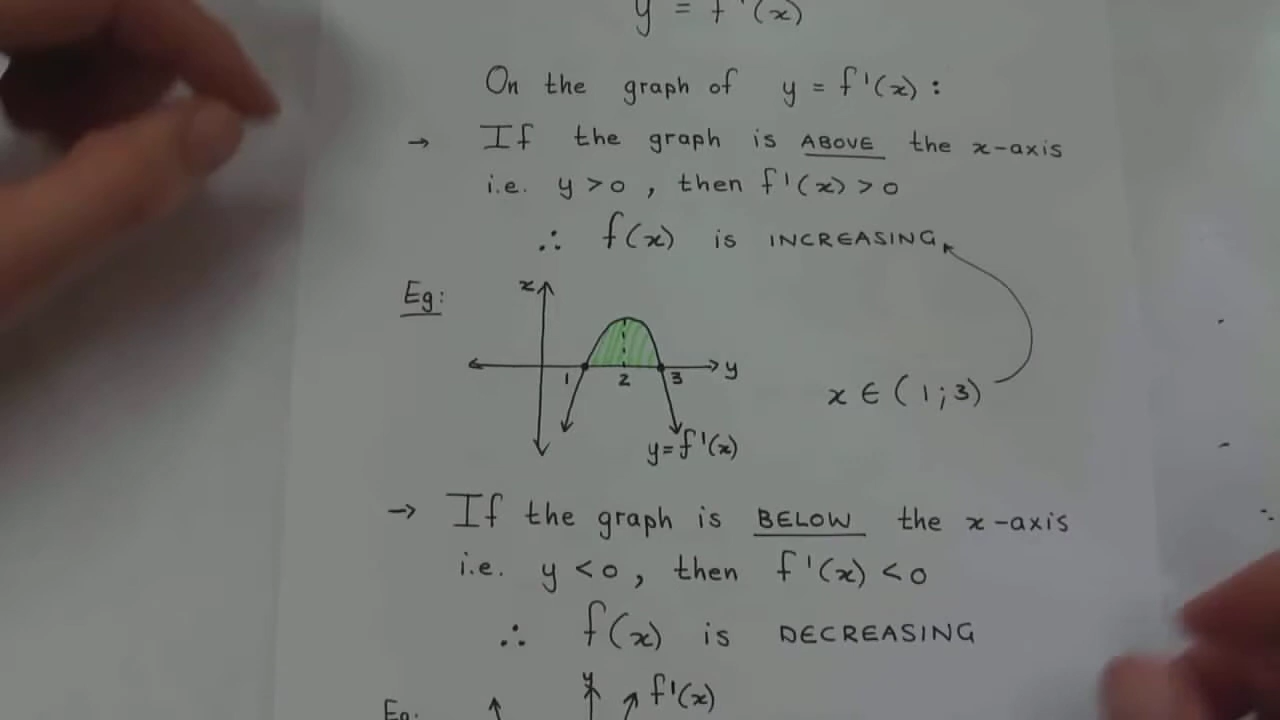 y = f'(x)
On the graph of y = f'(x) :
→ If the graph is ABOVE the x-axis
i.e. y > 0 , then f'(x) > 0
∴ f(x) is INCREASING
Eg:
x
y
1 2 3
x ∈ (1;3)
y = f'(x)
→ If the graph is BELOW the x-axis
i.e. y < 0 , then f'(x) < 0
∴ f(x) is DECREASING
y f'(x)
Eg: